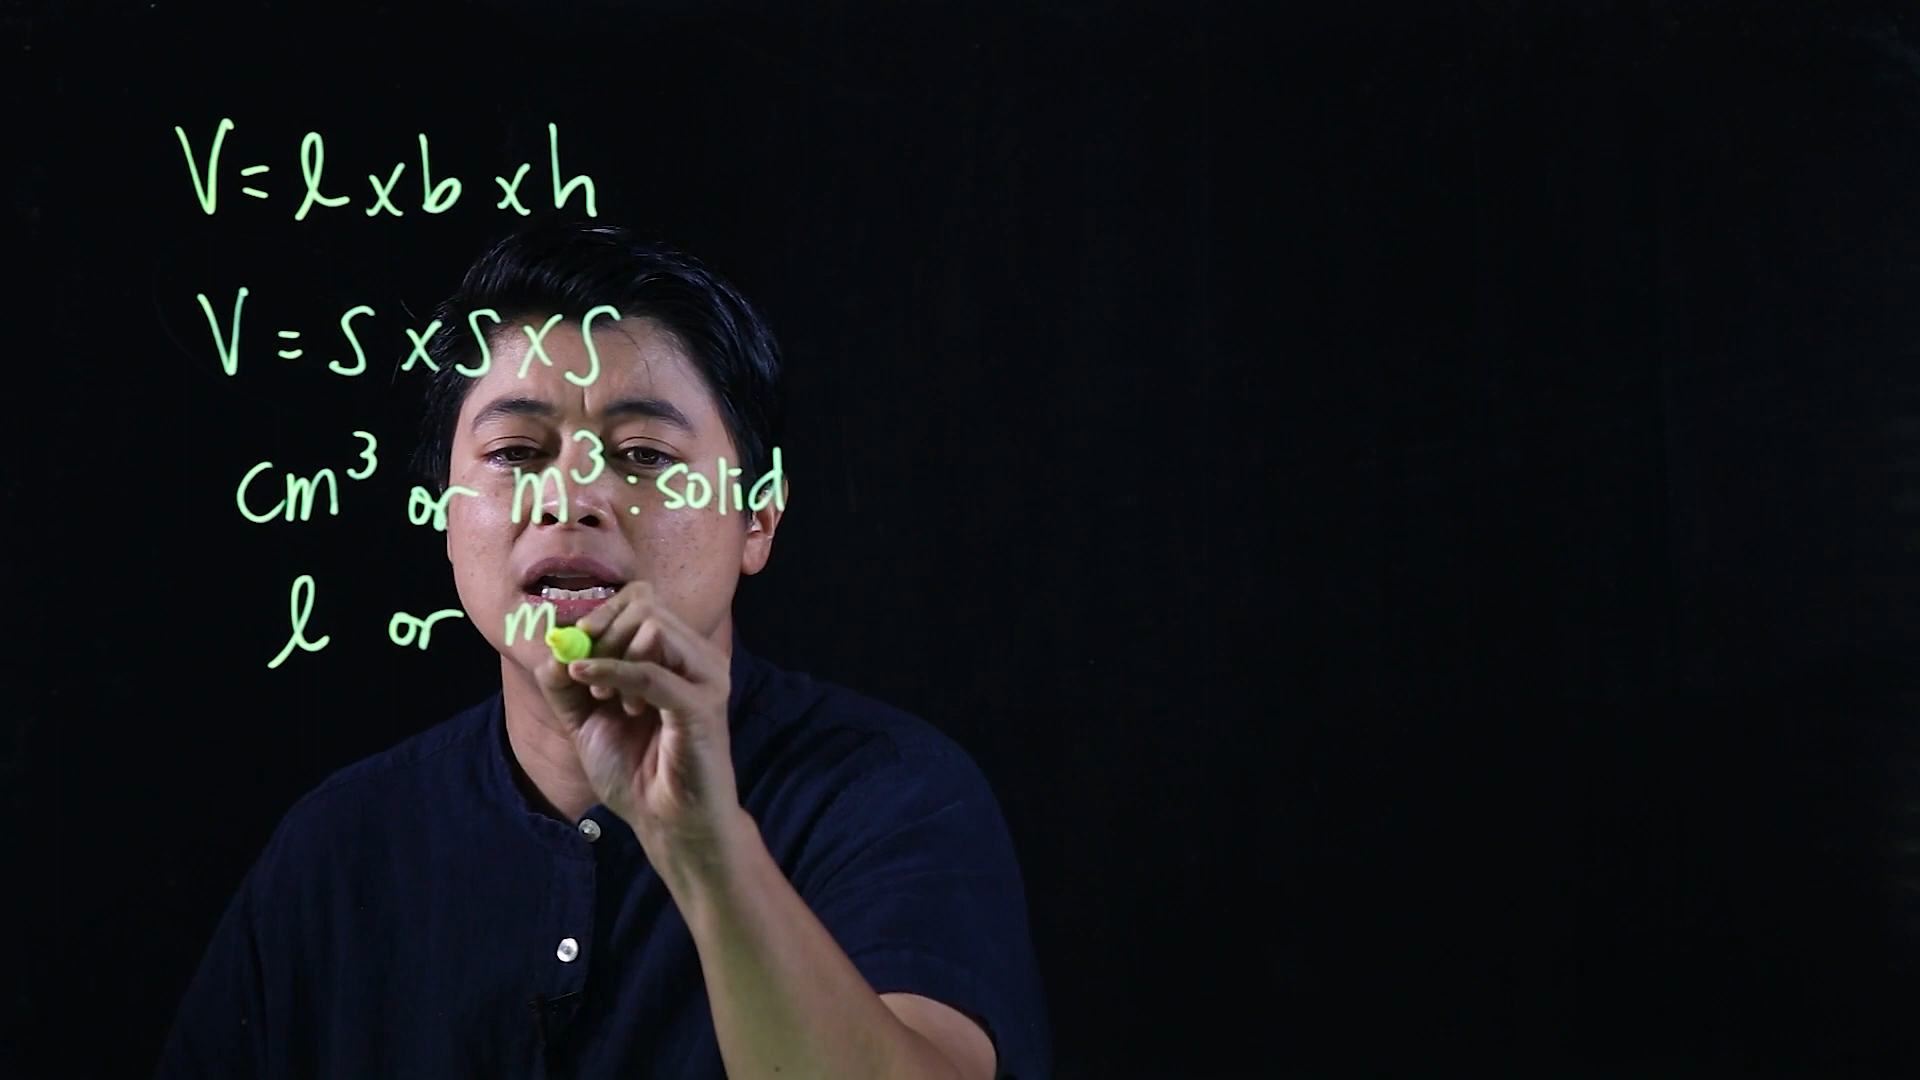 V = l x b x h
V = s x s x s
cm³ or m³ : solid
l or m